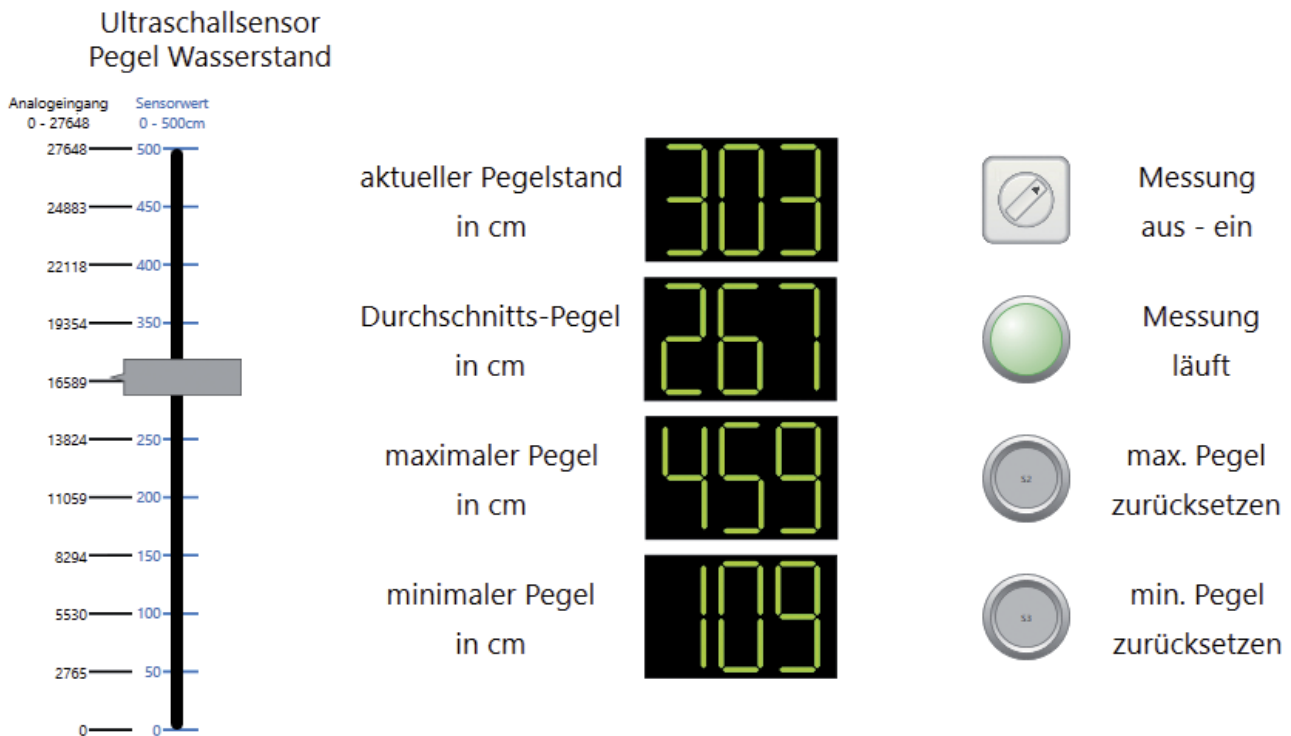 Ultraschallsensor
Pegel Wasserstand
Analogeingang
0 - 27648
Sensorwert
0 - 500cm
27648 500
24883 450
22118 400
19354 350
16589
13824 250
11059 200
8294 150
5530 100
2765 50
0 0
aktueller Pegelstand
in cm
303
Messung
aus - ein
Durchschnitts-Pegel
in cm
267
Messung
läuft
maximaler Pegel
in cm
459
S2
max. Pegel
zurücksetzen
minimaler Pegel
in cm
109
S3
min. Pegel
zurücksetzen